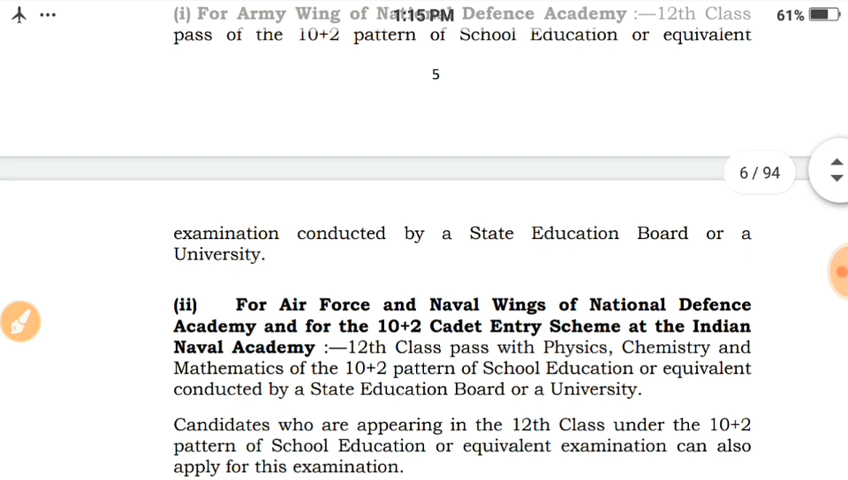 (i) For Army Wing of National Defence Academy :—12th Class
1:15 PM
61%
pass of the 10+2 pattern of School Education or equivalent
5
6 / 94
examination conducted by a State Education Board or a
University.
(ii) For Air Force and Naval Wings of National Defence
Academy and for the 10+2 Cadet Entry Scheme at the Indian
Naval Academy :—12th Class pass with Physics, Chemistry and
Mathematics of the 10+2 pattern of School Education or equivalent
conducted by a State Education Board or a University.
Candidates who are appearing in the 12th Class under the 10+2
pattern of School Education or equivalent examination can also
apply for this examination.